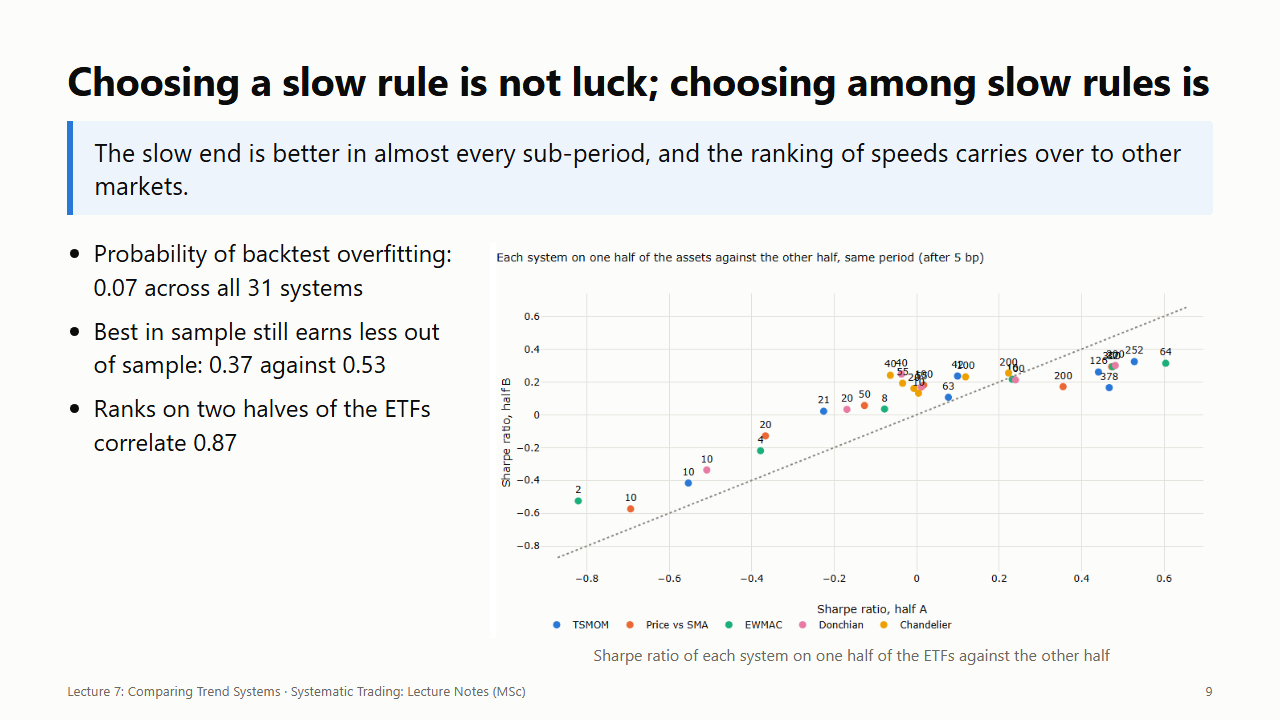 Choosing a slow rule is not luck; choosing among slow rules is
The slow end is better in almost every sub-period, and the ranking of speeds carries over to other
markets.
• Probability of backtest overfitting:
0.07 across all 31 systems
• Best in sample still earns less out
of sample: 0.37 against 0.53
• Ranks on two halves of the ETFs
correlate 0.87
Each system on one half of the assets against the other half, same period (after 5 bp)
Sharpe ratio, half B
0.6
0.4
0.2
0
−0.2
−0.4
−0.6
−0.8
2
10
10
10
4
20
21
20
50
8
40
40
55
63
200
200
378
252
64
−0.8 −0.6 −0.4 −0.2 0 0.2 0.4 0.6
Sharpe ratio, half A
TSMOM Price vs SMA EWMAC Donchian Chandelier
Sharpe ratio of each system on one half of the ETFs against the other half
Lecture 7: Comparing Trend Systems · Systematic Trading: Lecture Notes (MSc)
9